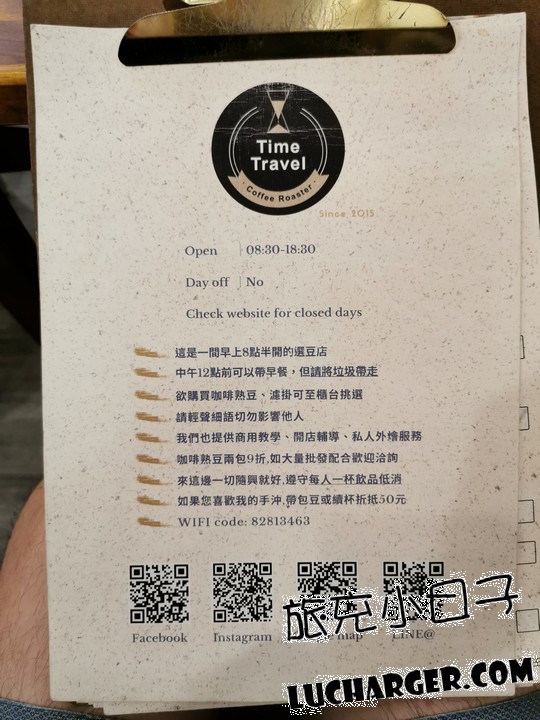 Time
Travel
Coffee Roaster
Since 2015
Open | 08:30-18:30
Day off | No
Check website for closed days
這是一間早上8點半開的選豆店
中午12點前可以帶早餐，但請將垃圾帶走
欲購買咖啡熟豆、濾掛可至櫃台挑選
請輕聲細語切勿影響他人
我們也提供商用教學、開店輔導、私人外燴服務
咖啡熟豆兩包9折,如大量批發配合歡迎洽詢
來這邊一切隨興就好,遵守每人一杯飲品低消
如果您喜歡我的手沖,帶包豆或續杯折抵50元
WIFI code: 82813463
Facebook Instagram map LINE@
旅充小日子
LUCHARGER.COM